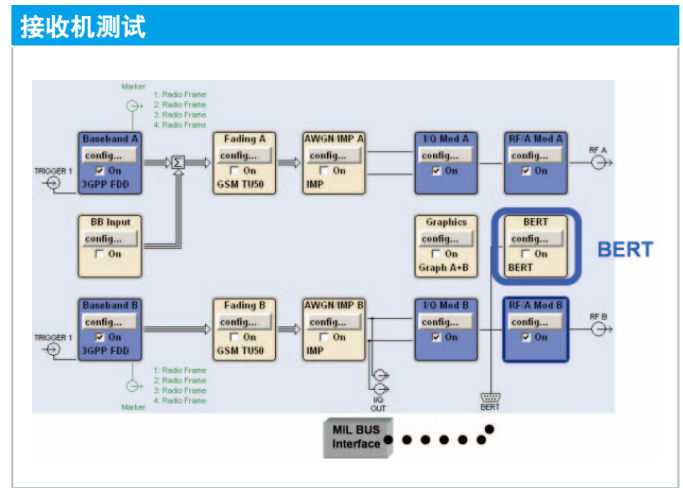 接收机测试
Marker
1: Radio Frame
2: Radio Frame
3: Radio Frame
4: Radio Frame
Baseband A
config...
On
3GPP FDD
TRIGGER 1
Σ
Fading A
config...
On
GSM TU50
AWGN/IMP A
config...
On
IMP
I/Q Mod A
config...
On
RF/A Mod A
config...
On
RF A
BB Input
config...
On
Graphics
config...
On
Graph A+B
BERT
config...
On
BERT
BERT
Baseband B
config...
On
3GPP FDD
TRIGGER 1
Fading B
config...
On
GSM TU50
AWGN/IMP B
config...
On
IMP
I/Q Mod B
config...
On
RF/A Mod B
config...
On
RF B
1: Radio Frame
2: Radio Frame
3: Radio Frame
4: Radio Frame
Marker
I/Q
OUT
BERT
MIL BUS
Interface